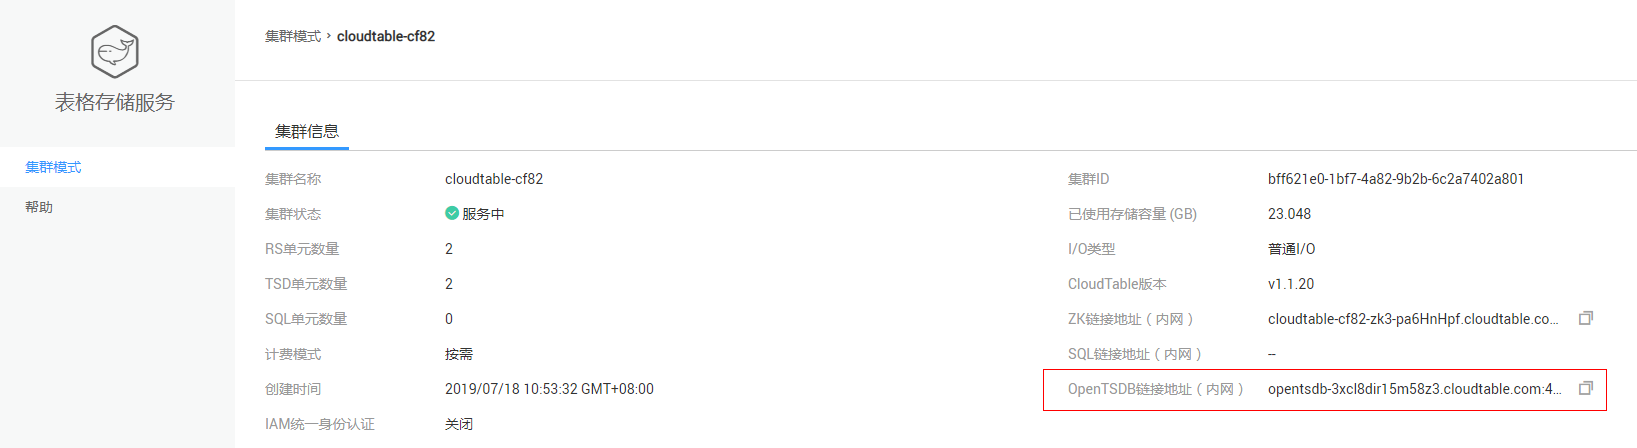 表格存储服务
集群模式
帮助
集群模式 › cloudtable-cf82
集群信息
集群名称 cloudtable-cf82
集群ID bff621e0-1bf7-4a82-9b2b-6c2a7402a801
集群状态 服务中
已使用存储容量 (GB) 23.048
RS单元数量 2
I/O类型 普通I/O
TSD单元数量 2
CloudTable版本 v1.1.20
SQL单元数量 0
ZK链接地址（内网） cloudtable-cf82-zk3-pa6HnHpf.cloudtable.co...
计费模式 按需
SQL链接地址（内网） --
创建时间 2019/07/18 10:53:32 GMT+08:00
OpenTSDB链接地址（内网） opentsdb-3xcl8dir15m58z3.cloudtable.com:4...
IAM统一身份认证 关闭